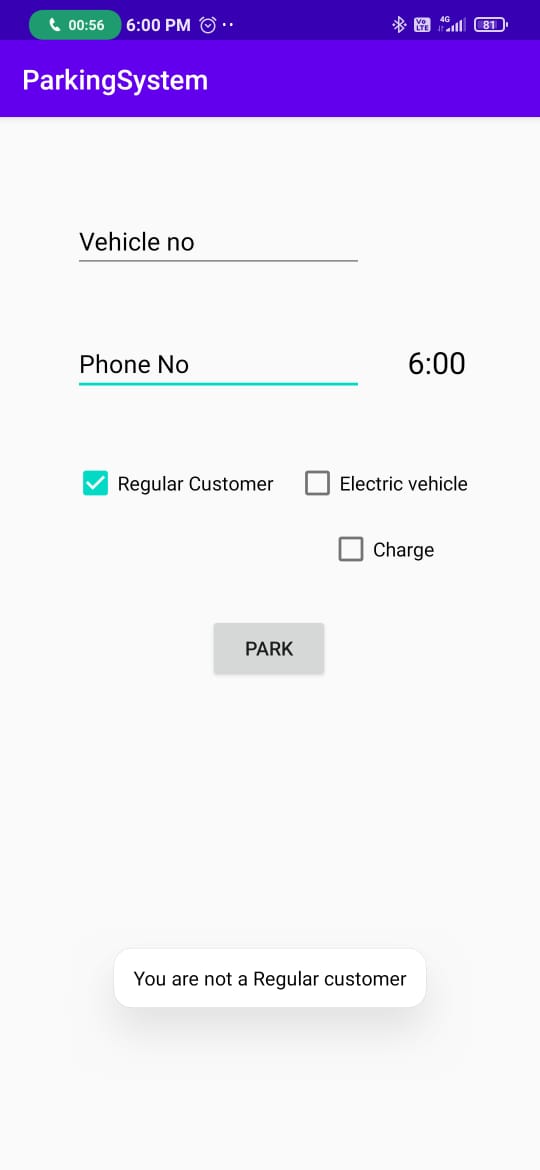 00:56 6:00 PM
Vo LTE 4G 81
ParkingSystem
Vehicle no
Phone No 6:00
Regular Customer Electric vehicle
Charge
PARK
You are not a Regular customer